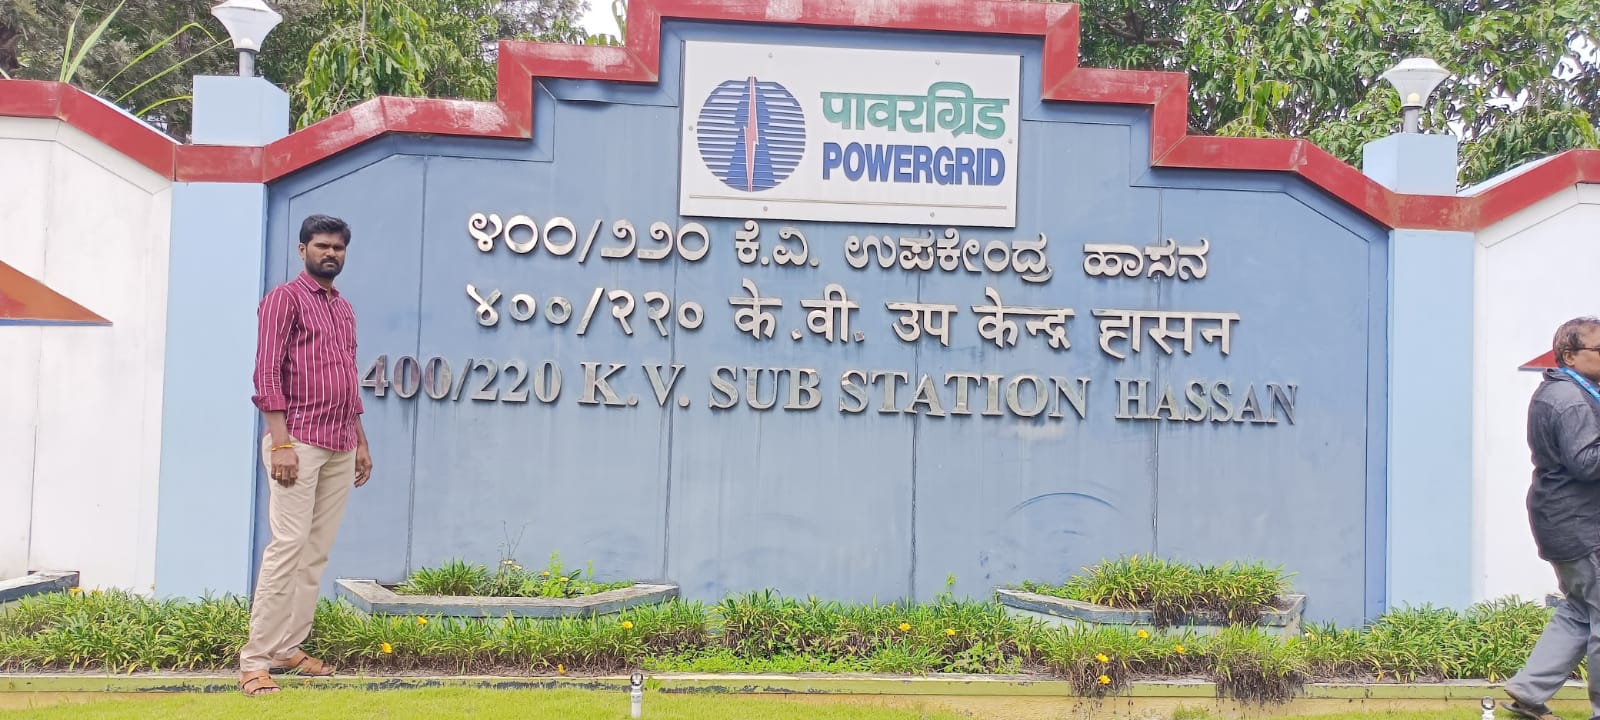 पावरग्रिड
POWERGRID
೪೦೦/೨೨೦ ಕೆ.ವಿ. ಉಪಕೇಂದ್ರ ಹಾಸನ
४००/२२० के.वी. उप केन्द्र हासन
400/220 K.V. SUB STATION HASSAN